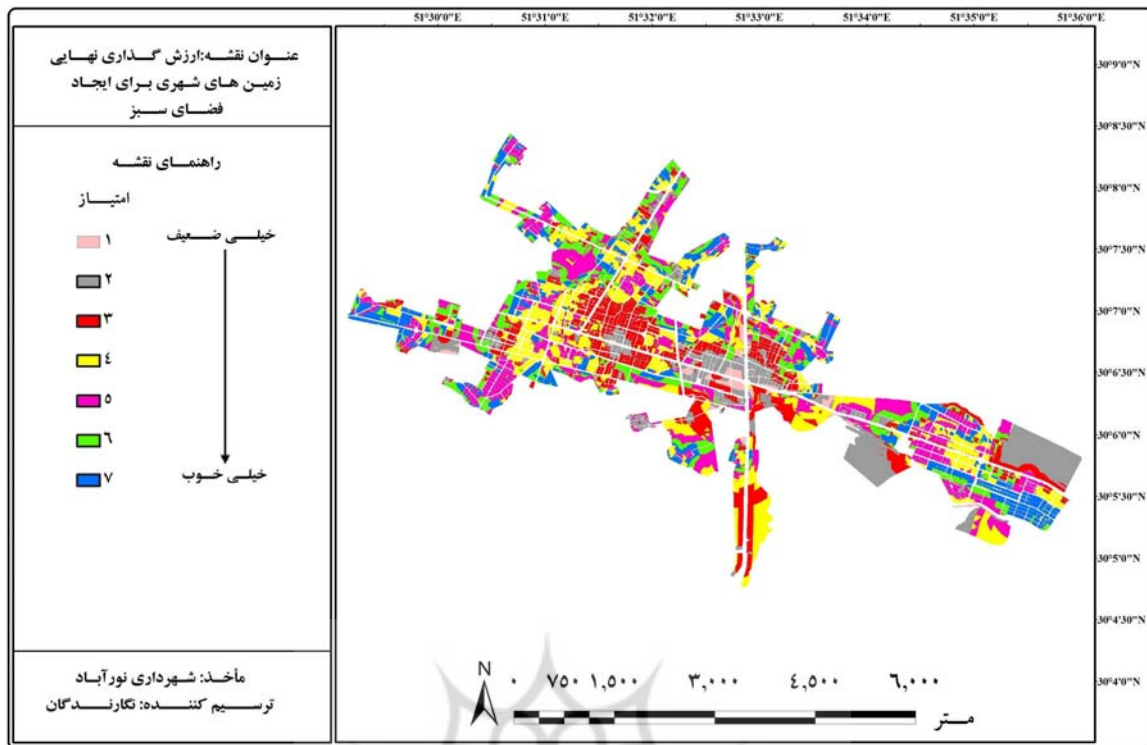 51°30'0"E 51°31'0"E 51°32'0"E 51°33'0"E 51°34'0"E 51°35'0"E 51°36'0"E
عنوان نقشه:ارزش گذاری نهایی
زمین های شهری برای ایجاد
فضای سبز
راهنمای نقشه
امتیاز
۱ خیلی ضعیف
۲
۳
٤
۵
٦
۷ خیلی خوب
مأخذ: شهرداری نورآباد
ترسیم کننده: نگارندگان
30°9'0"N
30°8'30"N
30°8'0"N
30°7'30"N
30°7'0"N
30°6'30"N
30°6'0"N
30°5'30"N
30°5'0"N
30°4'30"N
30°4'0"N
N
۰ ۷۵۰ ۱,۵۰۰ ۳,۰۰۰ ٤,۵۰۰ ٦,۰۰۰
متر